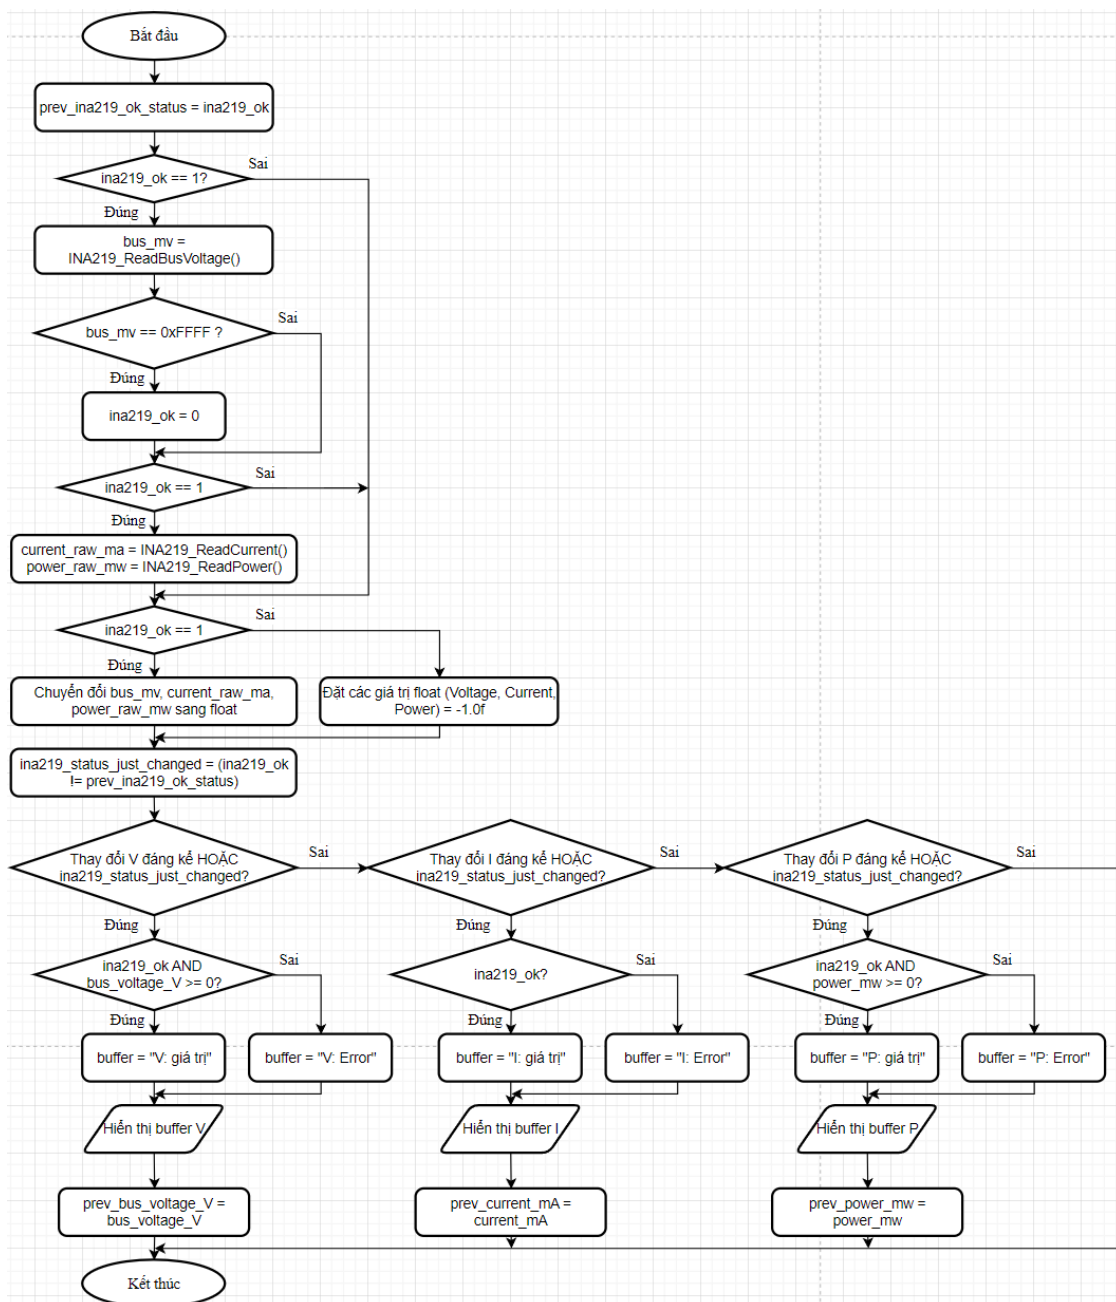 Bắt đầu
prev_ina219_ok_status = ina219_ok
ina219_ok == 1?
Sai
Đúng
bus_mv =
INA219_ReadBusVoltage()
bus_mv == 0xFFFF ?
Sai
Đúng
ina219_ok = 0
ina219_ok == 1
Sai
Đúng
current_raw_ma = INA219_ReadCurrent()
power_raw_mw = INA219_ReadPower()
ina219_ok == 1
Sai
Đúng
Chuyển đổi bus_mv, current_raw_ma,
power_raw_mw sang float
Đặt các giá trị float (Voltage, Current,
Power) = -1.0f
ina219_status_just_changed = (ina219_ok
!= prev_ina219_ok_status)
Thay đổi V đáng kể HOẶC
ina219_status_just_changed?
Sai
Đúng
Thay đổi I đáng kể HOẶC
ina219_status_just_changed?
Sai
Đúng
Thay đổi P đáng kể HOẶC
ina219_status_just_changed?
Sai
Đúng
ina219_ok AND
bus_voltage_V >= 0?
Sai
Đúng
ina219_ok?
Sai
Đúng
ina219_ok AND
power_mw >= 0?
Sai
Đúng
buffer = "V: giá trị"
buffer = "V: Error"
buffer = "I: giá trị"
buffer = "I: Error"
buffer = "P: giá trị"
buffer = "P: Error"
Hiển thị buffer V
Hiển thị buffer I
Hiển thị buffer P
prev_bus_voltage_V =
bus_voltage_V
prev_current_mA =
current_mA
prev_power_mw =
power_mw
Kết thúc